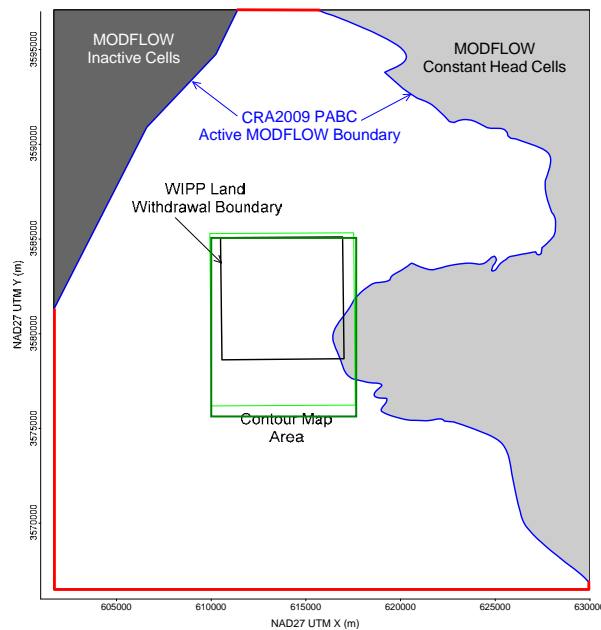 MODFLOW
Inactive Cells
MODFLOW
Constant Head Cells
CRA2009 PABC
Active MODFLOW Boundary
WIPP Land
Withdrawal Boundary
Contour Map
Area
NAD27 UTM Y (m)
3595000
3590000
3585000
3580000
3575000
3570000
605000
610000
615000
620000
625000
630000
NAD27 UTM X (m)